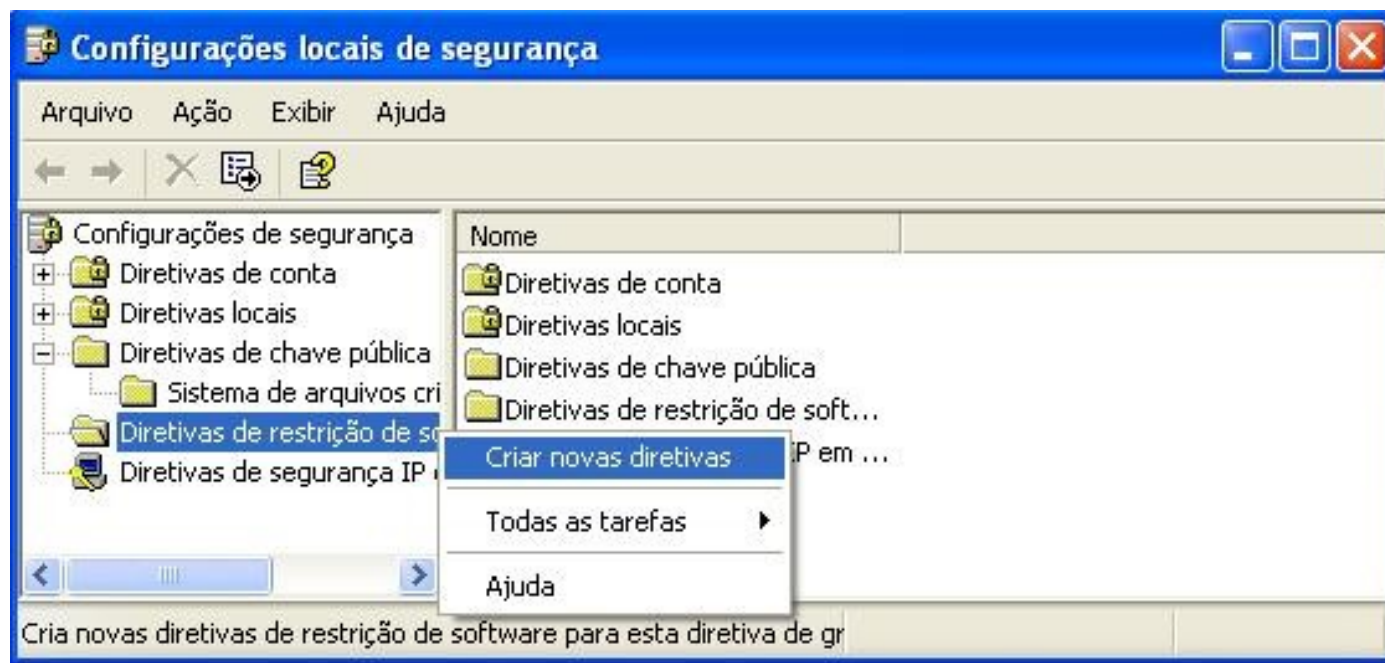 Configurações locais de segurança
Arquivo Ação Exibir Ajuda
Configurações de segurança
Diretivas de conta
Diretivas locais
Diretivas de chave pública
Sistema de arquivos cri
Diretivas de restrição de so
Diretivas de segurança IP
Nome
Diretivas de conta
Diretivas locais
Diretivas de chave pública
Diretivas de restrição de soft...
IP em ...
Criar novas diretivas
Todas as tarefas
Ajuda
Cria novas diretivas de restrição de software para esta diretiva de gr